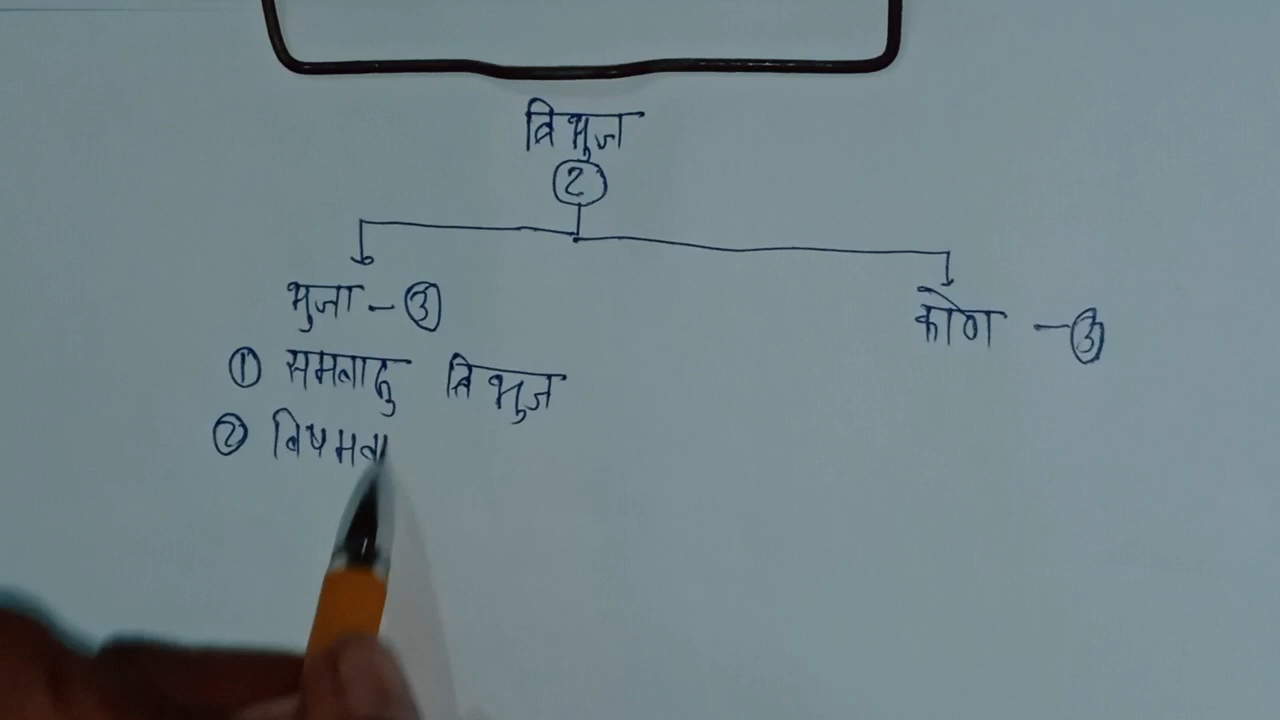 त्रिभुज
2
भुजा - 3
कोण - 3
1 समबाहु त्रिभुज
2 विषमबा